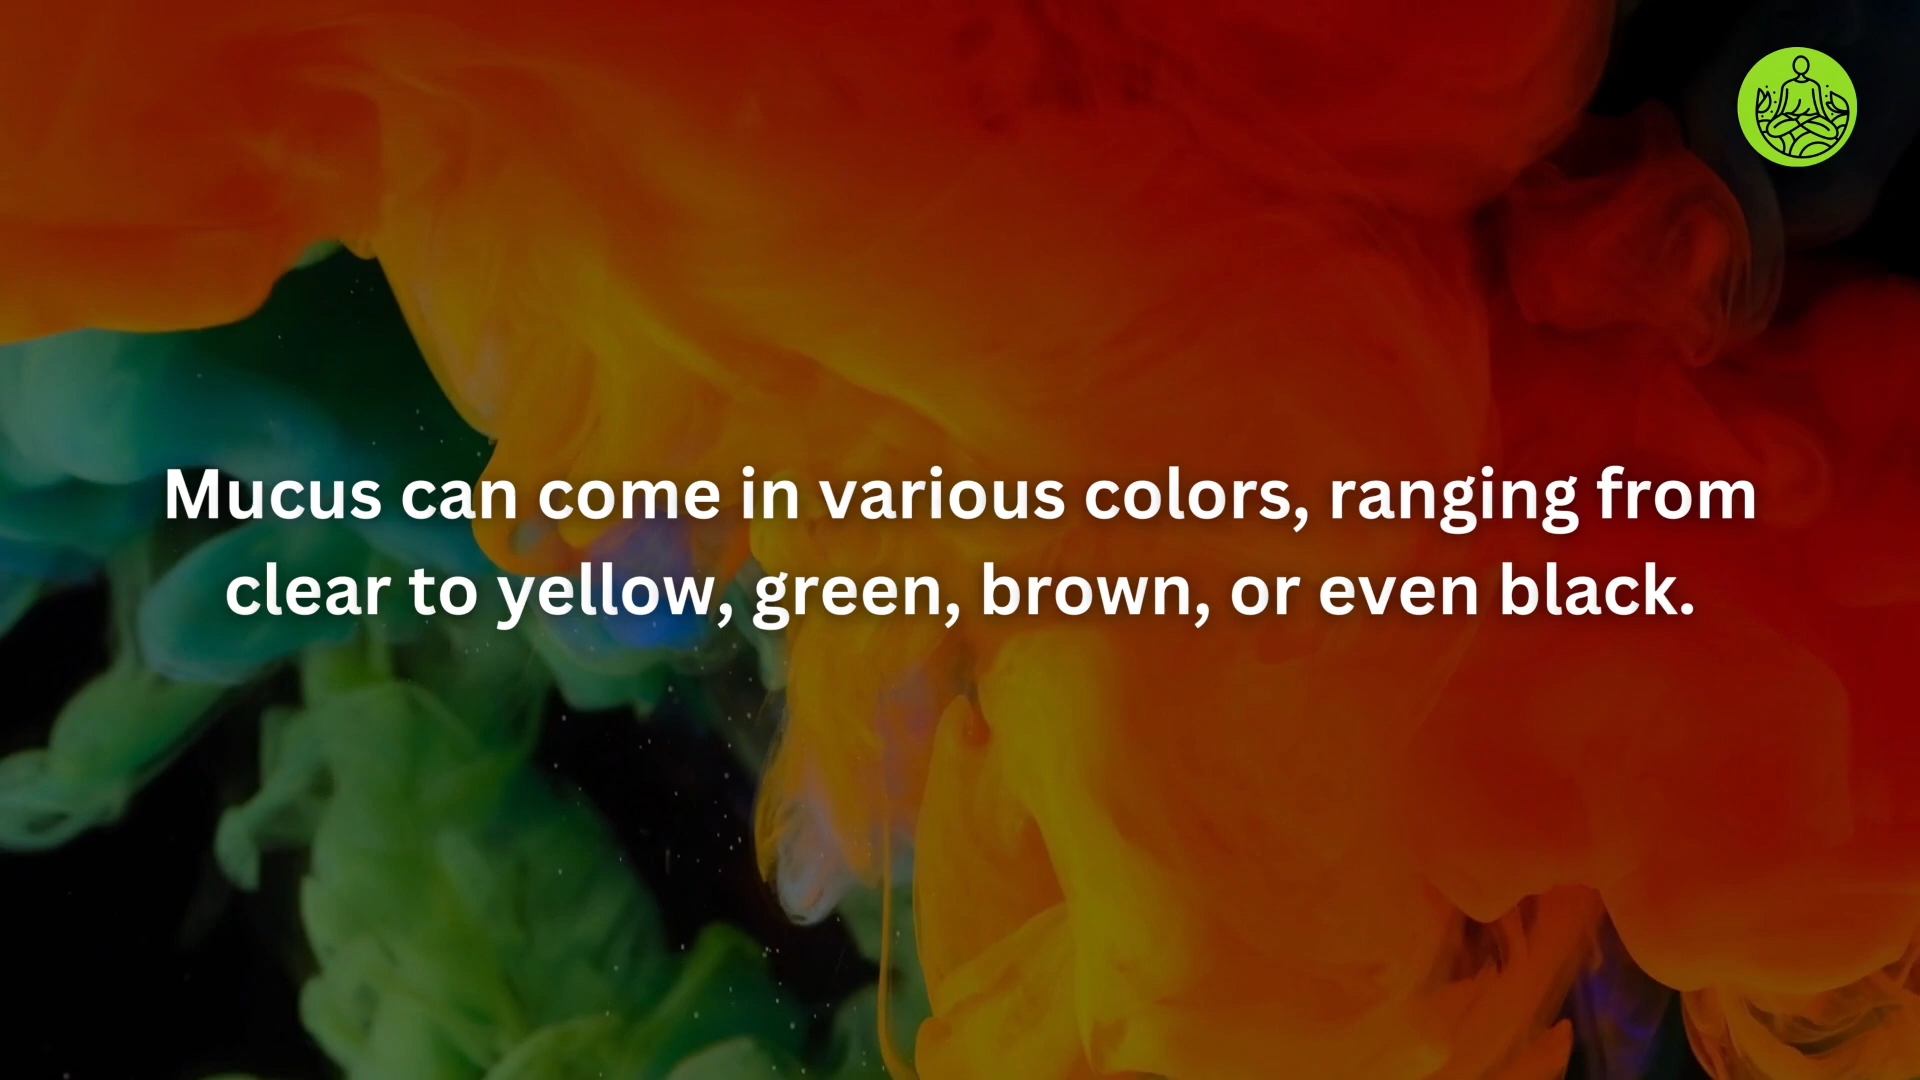 Mucus can come in various colors, ranging from
clear to yellow, green, brown, or even black.